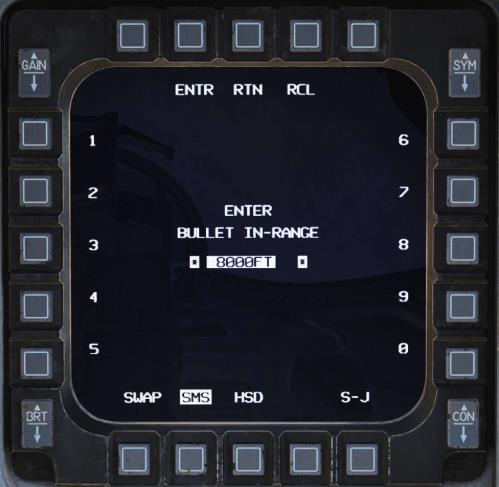 GAIN
SYM
ENTR RTN RCL
1
6
2
7
ENTER
BULLET IN-RANGE
3
8
* 8000FT *
4
9
5
0
SWAP SMS HSD S-J
BRT
CON